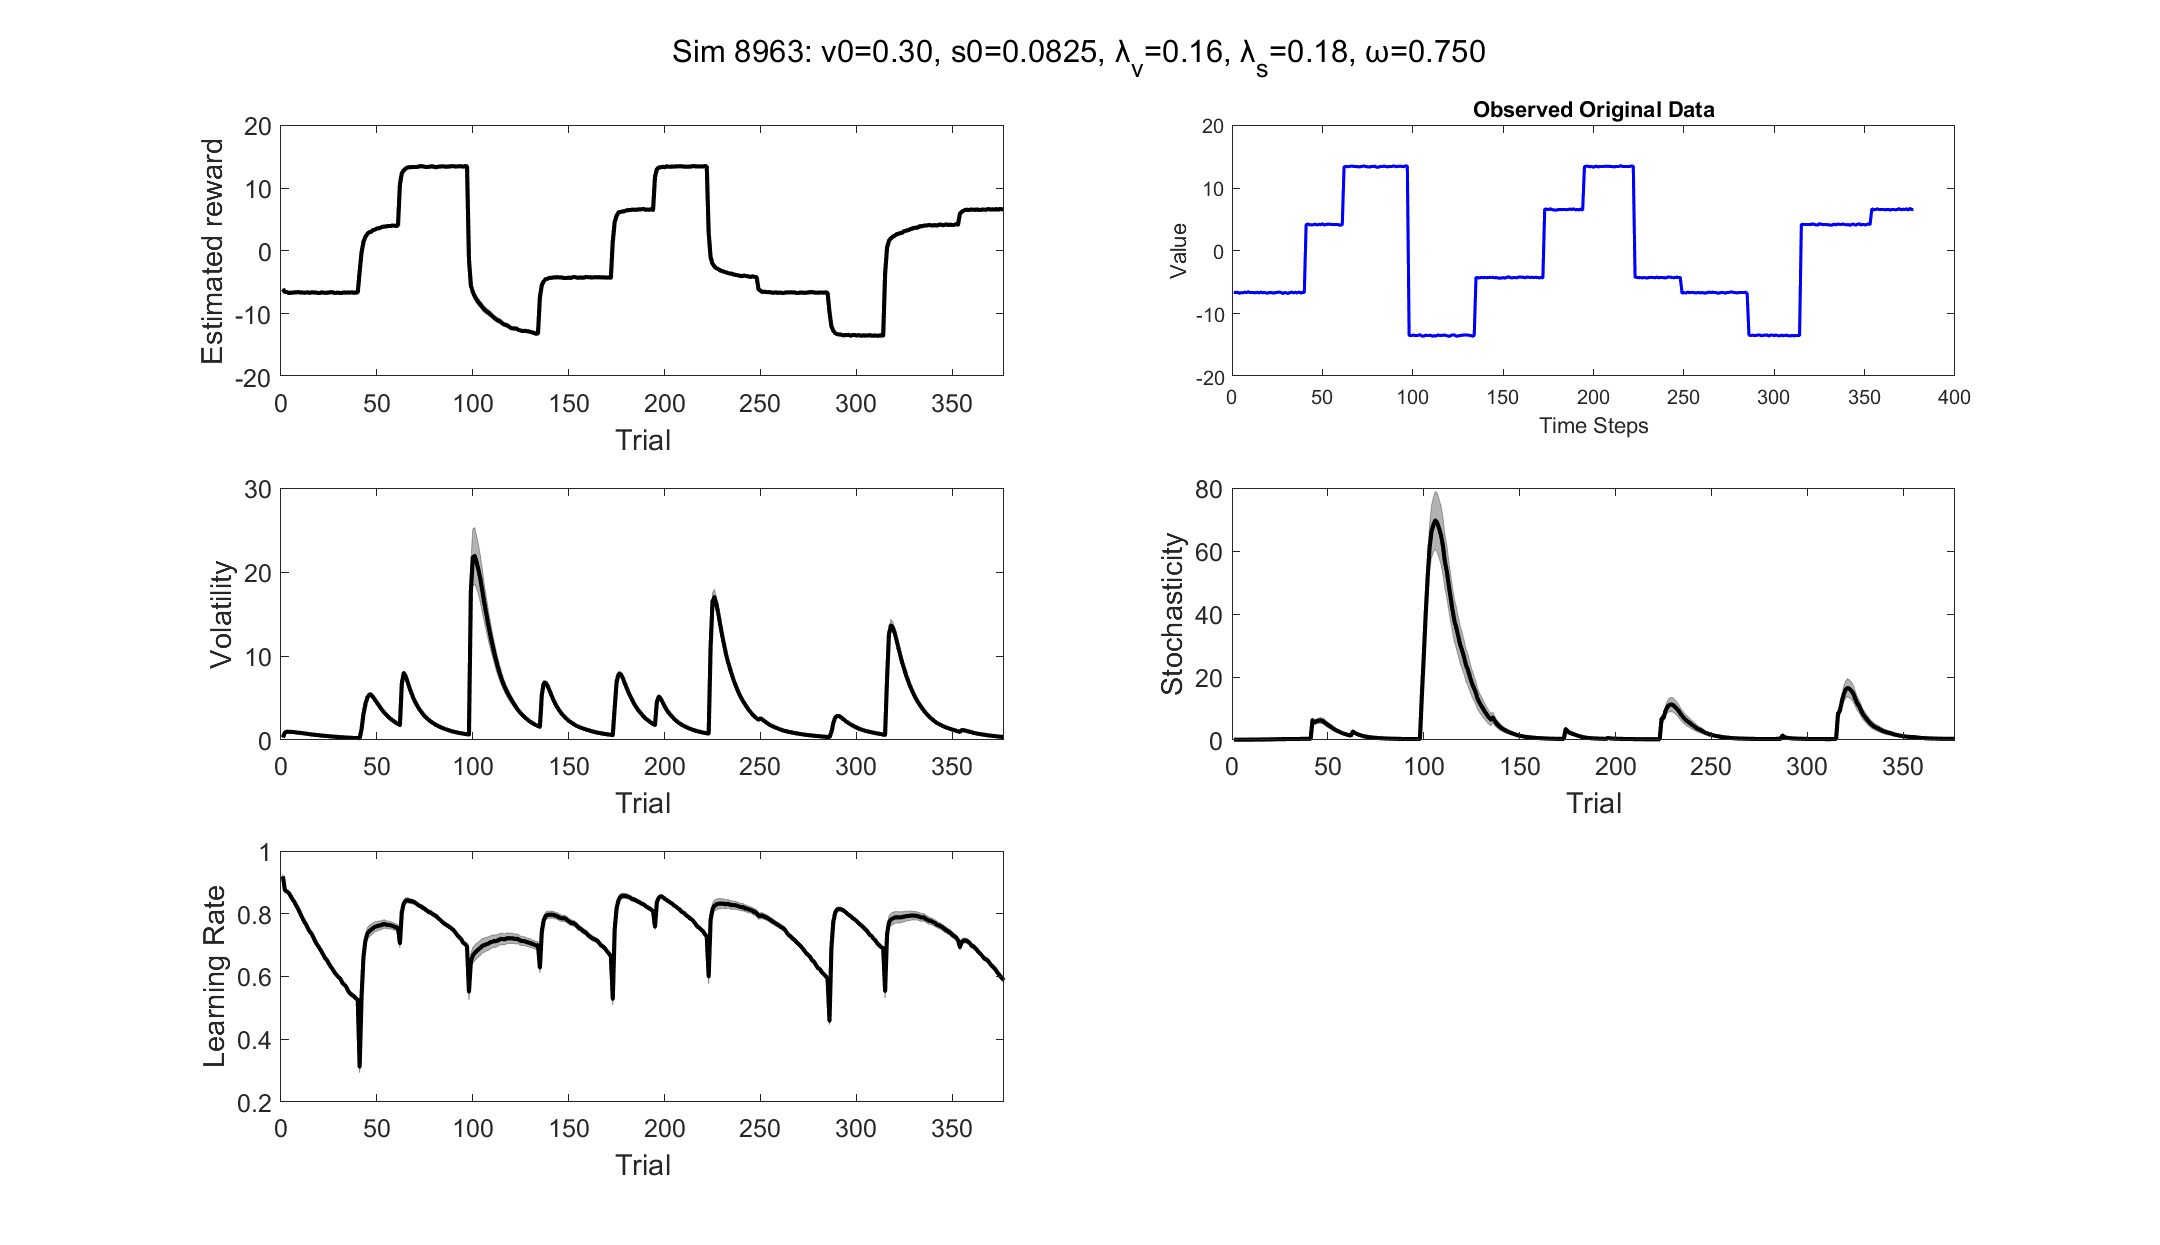 Sim 8963: v0=0.30, s0=0.0825, λ_v=0.16, λ_s=0.18, ω=0.750
20
10
0
-10
-20
Estimated reward
0 50 100 150 200 250 300 350
Trial
Observed Original Data
20
10
0
-10
-20
Value
0 50 100 150 200 250 300 350 400
Time Steps
30
20
10
0
Volatility
0 50 100 150 200 250 300 350
Trial
80
60
40
20
0
Stochasticity
0 50 100 150 200 250 300 350
Trial
1
0.8
0.6
0.4
0.2
Learning Rate
0 50 100 150 200 250 300 350
Trial